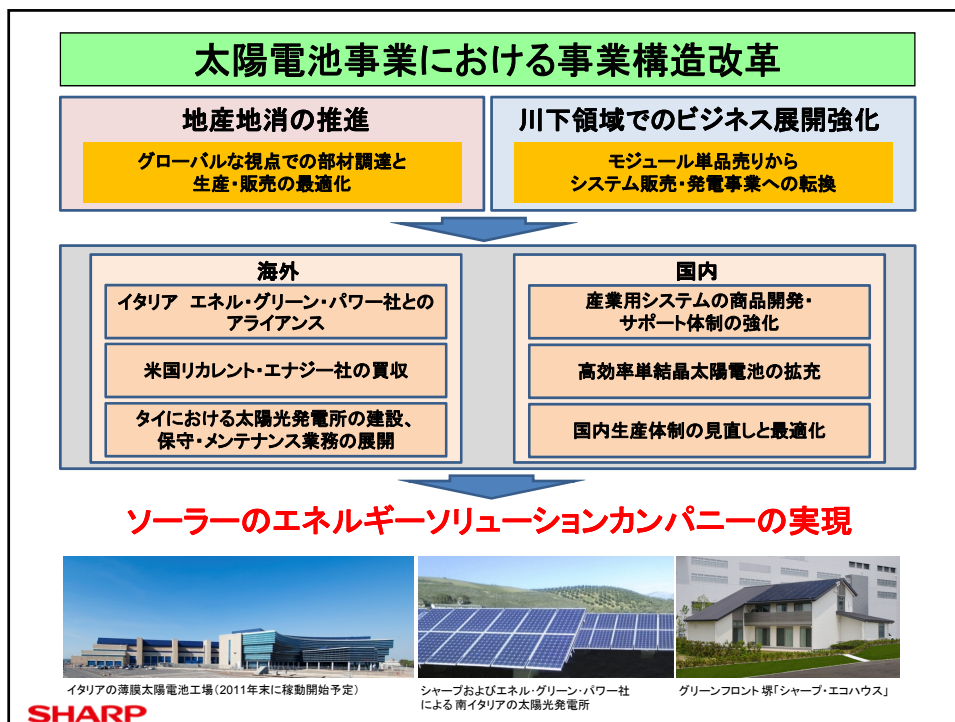 太陽電池事業における事業構造改革
地産地消の推進
グローバルな視点での部材調達と
生産・販売の最適化
川下領域でのビジネス展開強化
モジュール単品売りから
システム販売・発電事業への転換
海外
イタリア エネル・グリーン・パワー社との
アライアンス
米国リカレント・エナジー社の買収
タイにおける太陽光発電所の建設、
保守・メンテナンス業務の展開
国内
産業用システムの商品開発・
サポート体制の強化
高効率単結晶太陽電池の拡充
国内生産体制の見直しと最適化
ソーラーのエネルギーソリューションカンパニーの実現
イタリアの薄膜太陽電池工場(2011年末に稼動開始予定)
シャープおよびエネル・グリーン・パワー社
による南イタリアの太陽光発電所
グリーンフロント 堺「シャープ・エコハウス」
SHARP